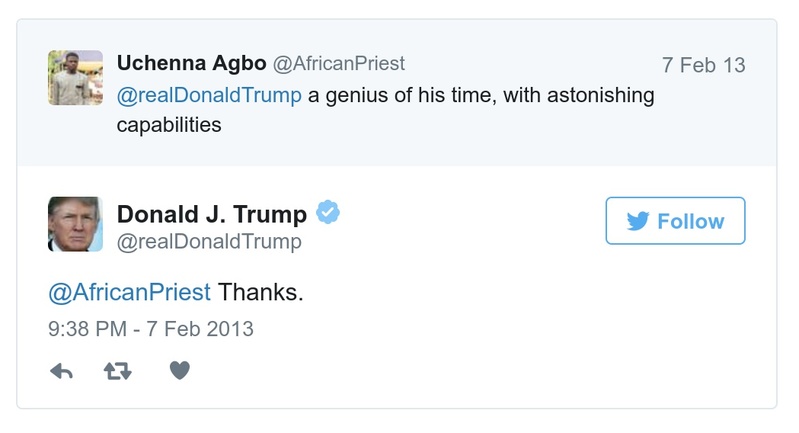 Uchenna Agbo @AfricanPriest 7 Feb 13
@realDonaldTrump a genius of his time, with astonishing
capabilities
Donald J. Trump
Follow
@realDonaldTrump
@AfricanPriest Thanks.
9:38 PM - 7 Feb 2013